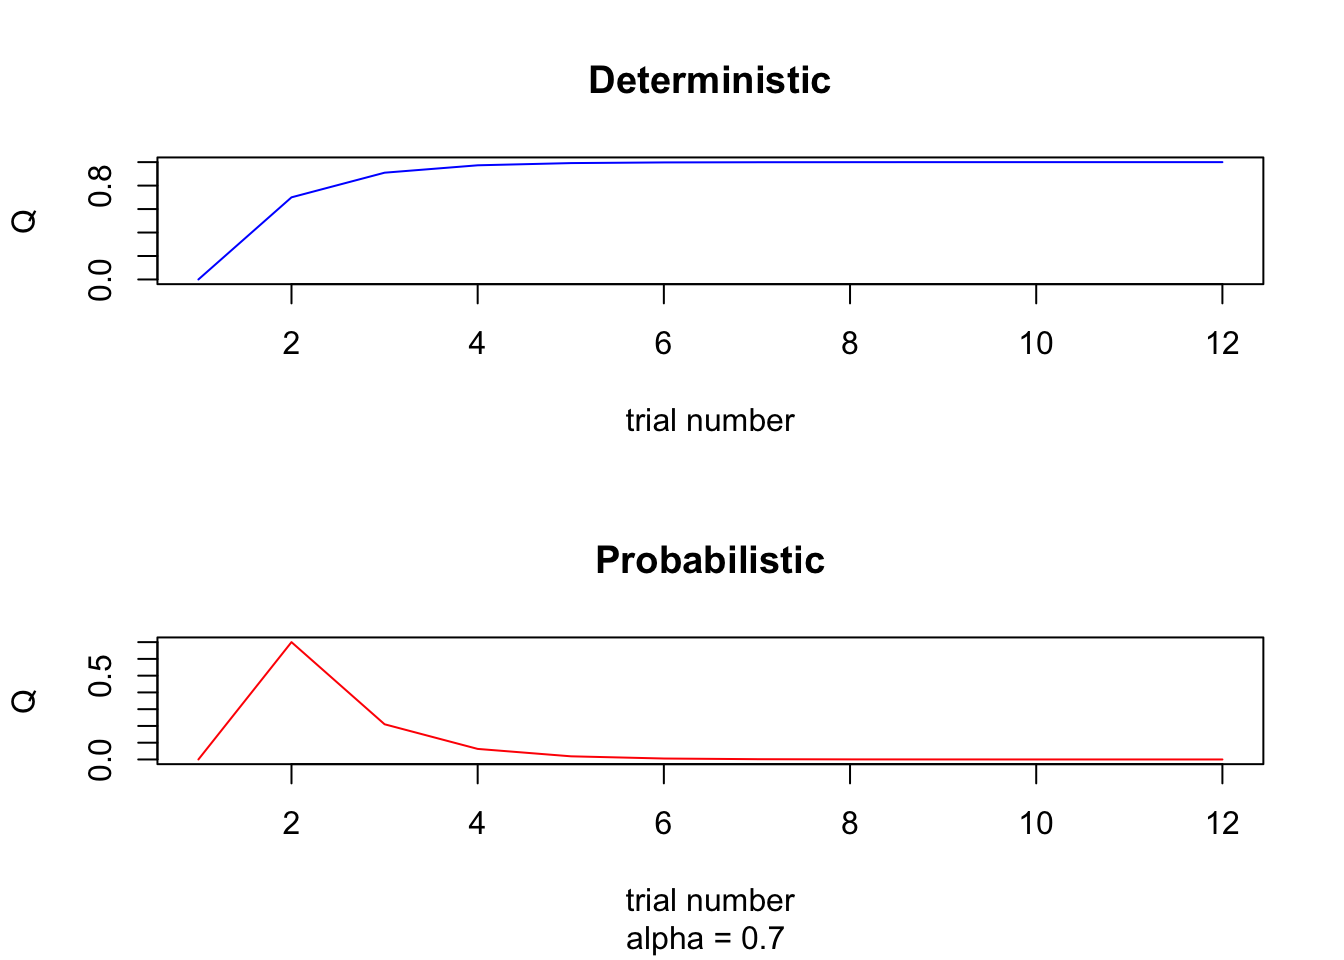 Deterministic
Q
0.8
0.0
2 4 6 8 10 12
trial number
Probabilistic
Q
0.5
0.0
2 4 6 8 10 12
trial number
alpha = 0.7